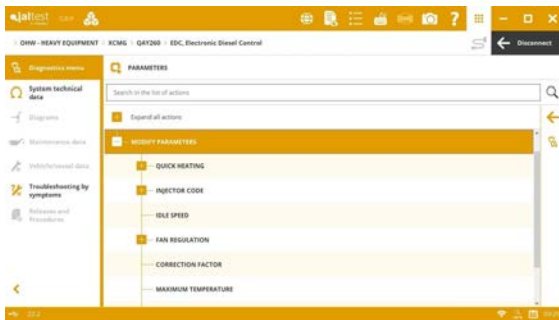 jaltest
OHW - HEAVY EQUIPMENT
XCMG
QAY260
EDC, Electronic Diesel Control
Disconnect
Diagnostics menu
System technical
data
Diagrams
Maintenance data
Vehicle/vessel data
Troubleshooting by
symptoms
Releases and
Procedures
PARAMETERS
Search in the list of actions
Expand all actions
MODIFY PARAMETERS
QUICK HEATING
INJECTOR CODE
IDLE SPEED
FAN REGULATION
CORRECTION FACTOR
MAXIMUM TEMPERATURE